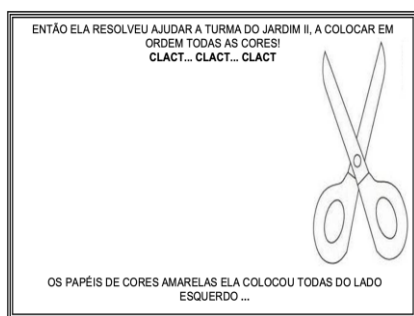 ENTÃO ELA RESOLVEU AJUDAR A TURMA DO JARDIM II, A COLOCAR EM
ORDEM TODAS AS CORES!
CLACT... CLACT... CLACT
OS PAPÉIS DE CORES AMARELAS ELA COLOCOU TODAS DO LADO
ESQUERDO ...